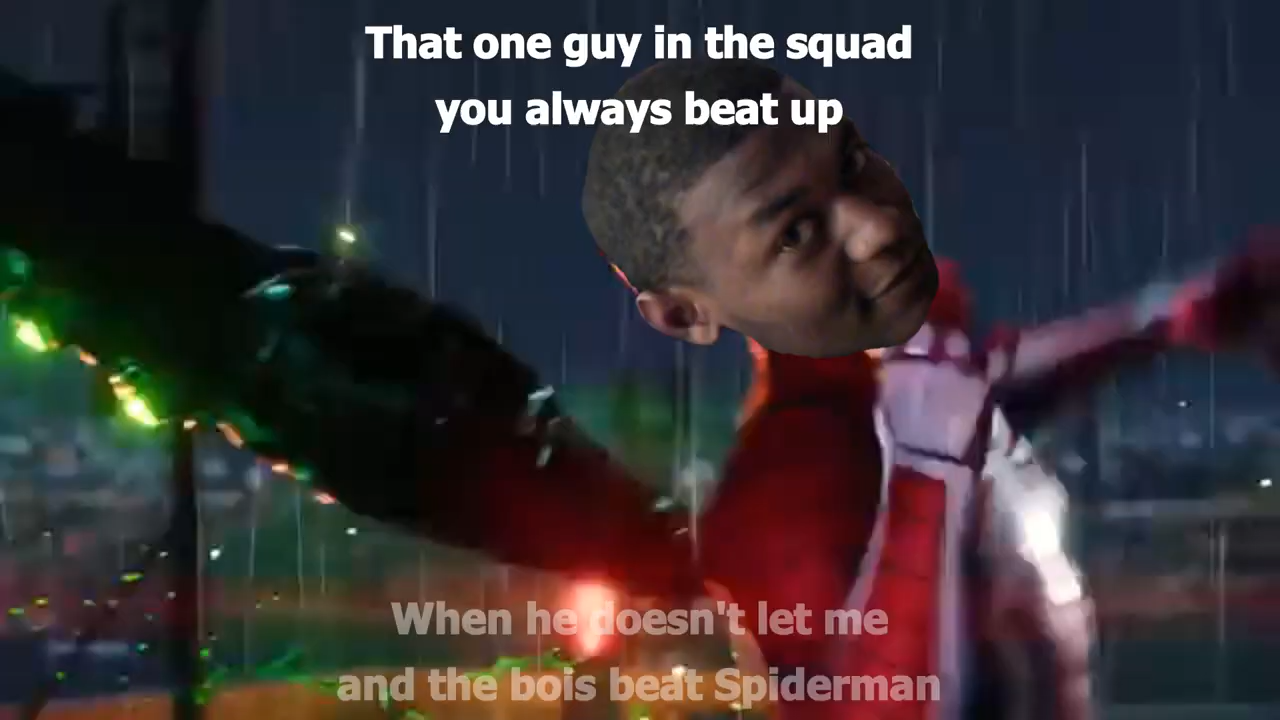 That one guy in the squad
you always beat up
When he doesn't let me
and the bois beat Spiderman